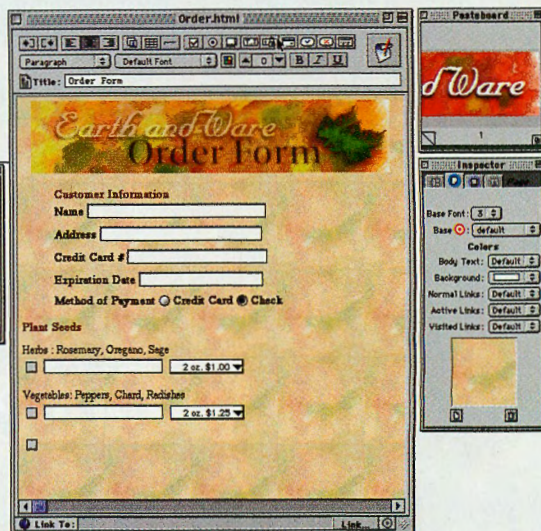 Order.html
Paragraph
Default Font
0
B I U
Title: Order Form
Earth and Ware
Order Form
Customer Information
Name
Address
Credit Card #
Expiration Date
Method of Payment Credit Card Check
Plant Seeds
Herbs : Rosemary, Oregano, Sage
2 oz. $1.00
Vegetables: Peppers, Chard, Radishes
2 oz. $1.25
Link To:
Link...
Pasteboard
d Ware
1
Inspector
Page
Base Font: 3
Base : default
Colors
Body Text: Default
Background:
Normal Links: Default
Active Links: Default
Visited Links: Default